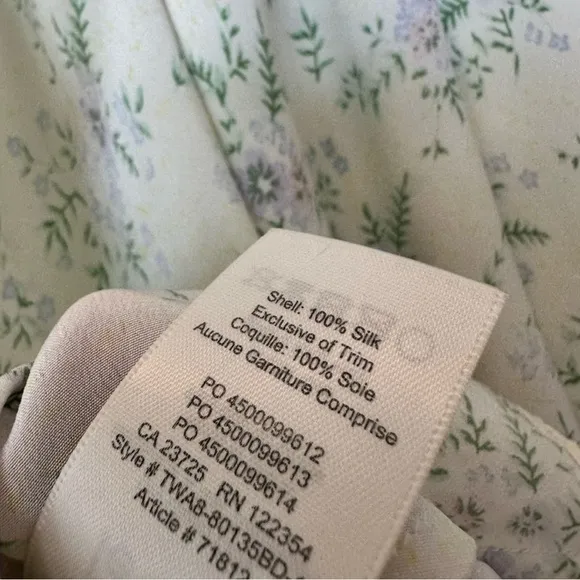 Shell: 100% Silk
Exclusive of Trim
Coquille: 100% Soie
Aucune Garniture Comprise
PO 4500099612
PO 4500099613
PO 4500099614
CA 23725 RN 122354
Style # TWA8-80135BD-
Article # 71812